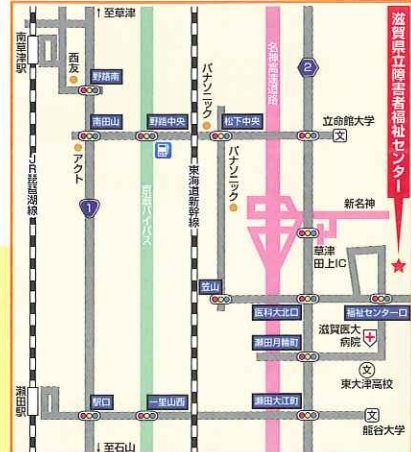 ↑至草津
南草津駅
西友
野路南
パナソニック
名神高速道路
2
滋賀県立障害者福祉センター
南田山
野路中央
松下中央
立命館大学
文
アクト
パナソニック
JR琵琶湖線
1
京滋バイパス
東海道新幹線
新名神
草津
田上IC
笠山
医科大北口
福祉センター口
滋賀医大
病院
瀬田月輪町
文
東大津高校
瀬田駅
駅口
一里山西
瀬田大江町
文
龍谷大学
↓至石山